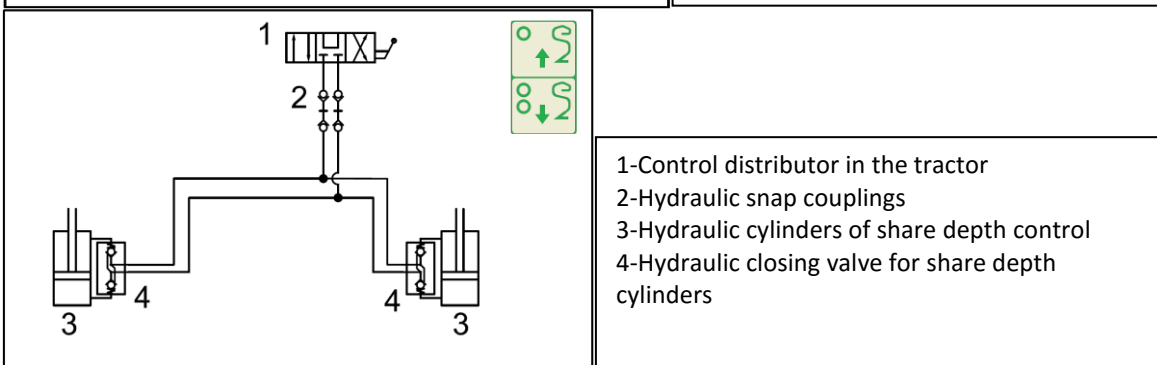 1
2
4
4
3
3
1-Control distributor in the tractor
2-Hydraulic snap couplings
3-Hydraulic cylinders of share depth control
4-Hydraulic closing valve for share depth
cylinders